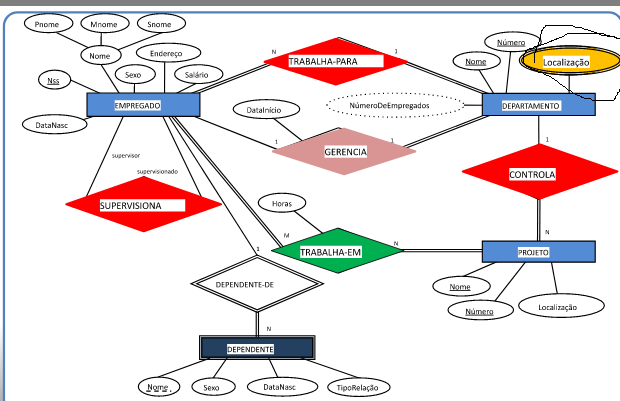 Pnome
Mnome
Snome
Nome
Endereço
Nss
Sexo
Salário
EMPREGADO
DataNasc
N
TRABALHA-PARA
1
Número
Nome
Localização
DEPARTAMENTO
NúmeroDeEmpregados
DataInício
1
GERENCIA
1
supervisor
supervisionado
SUPERVISIONA
1
CONTROLA
N
Horas
M
TRABALHA-EM
N
PROJETO
Nome
Número
Localização
1
DEPENDENTE-DE
N
DEPENDENTE
Nome
Sexo
DataNasc
TipoRelação